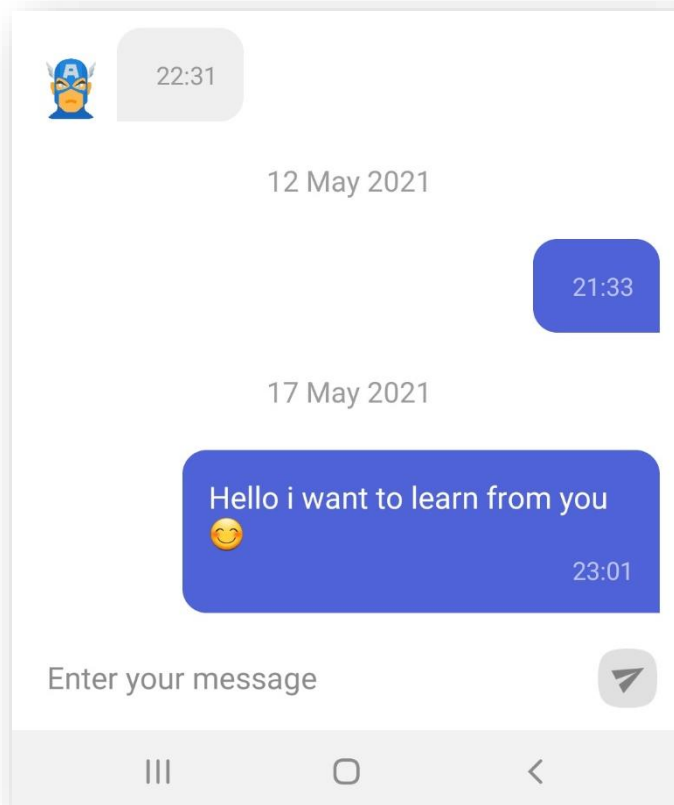 22:31
12 May 2021
21:33
17 May 2021
Hello i want to learn from you
😊
23:01
Enter your message